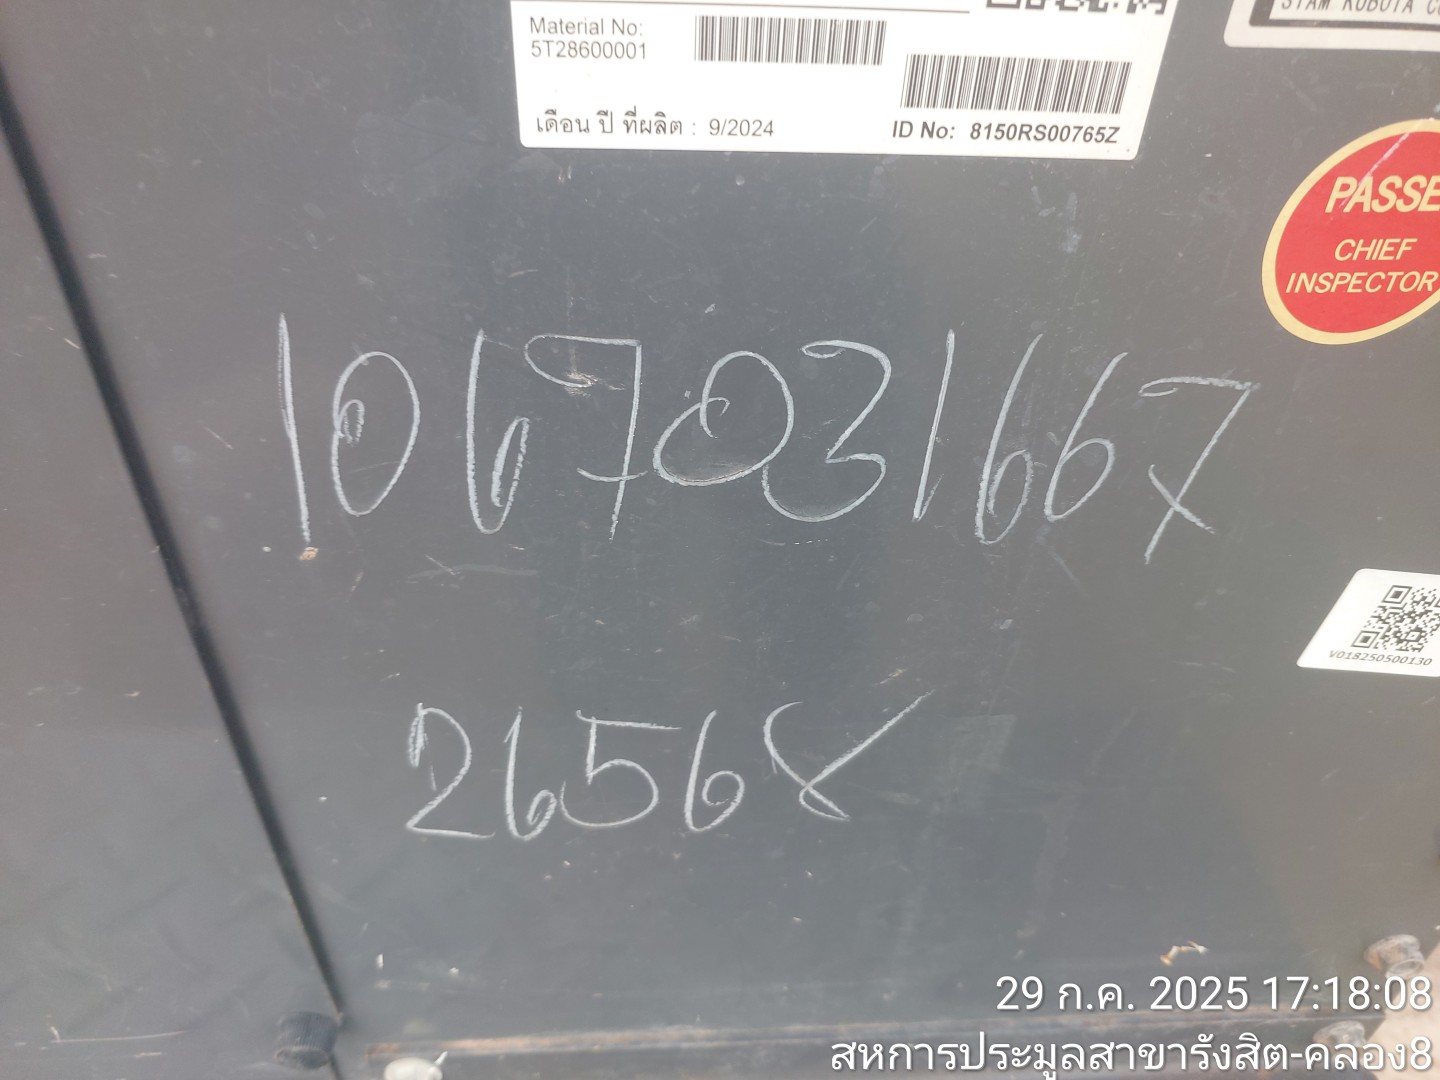 Material No:
5T28600001
เดือน ปี ที่ผลิต : 9/2024
ID No: 8150RS00765Z
PASSE
CHIEF
INSPECTOR
1067031667
V018250500130
26568
29 ก.ค. 2025 17:18:08
สหการประมูลสาขารังสิต-คลอง8